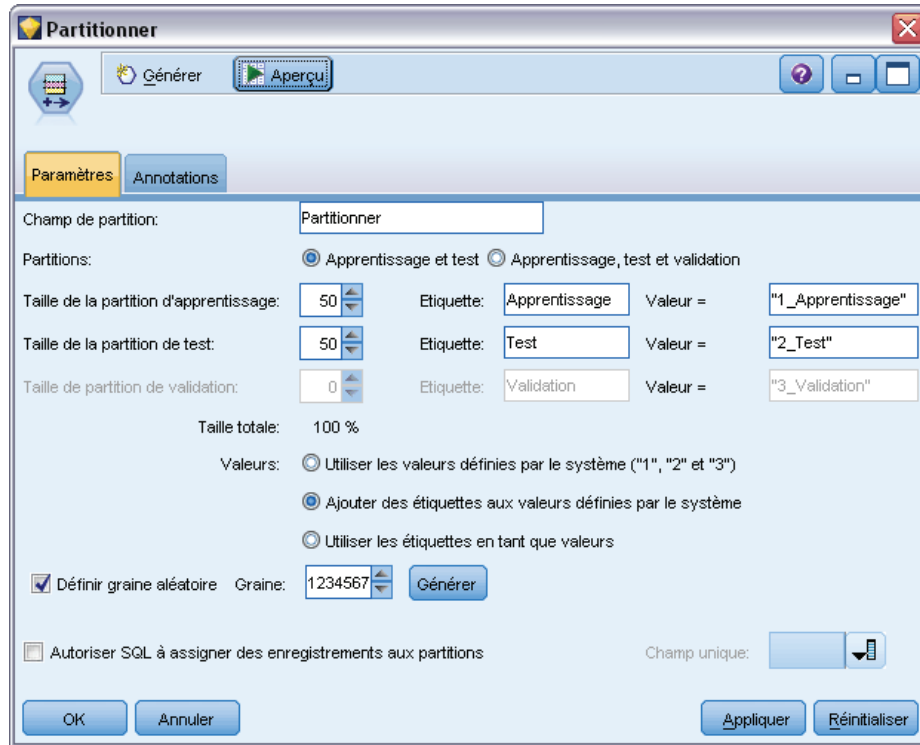 Partitionner
Générer Aperçu
Paramètres Annotations
Champ de partition: Partitionner
Partitions: Apprentissage et test Apprentissage, test et validation
Taille de la partition d'apprentissage: 50 Etiquette: Apprentissage Valeur = "1_Apprentissage"
Taille de la partition de test: 50 Etiquette: Test Valeur = "2_Test"
Taille de partition de validation: 0 Etiquette: Validation Valeur = "3_Validation"
Taille totale: 100 %
Valeurs: Utiliser les valeurs définies par le système ("1", "2" et "3")
Ajouter des étiquettes aux valeurs définies par le système
Utiliser les étiquettes en tant que valeurs
Définir graine aléatoire Graine: 1234567 Générer
Autoriser SQL à assigner des enregistrements aux partitions Champ unique:
OK Annuler Appliquer Réinitialiser